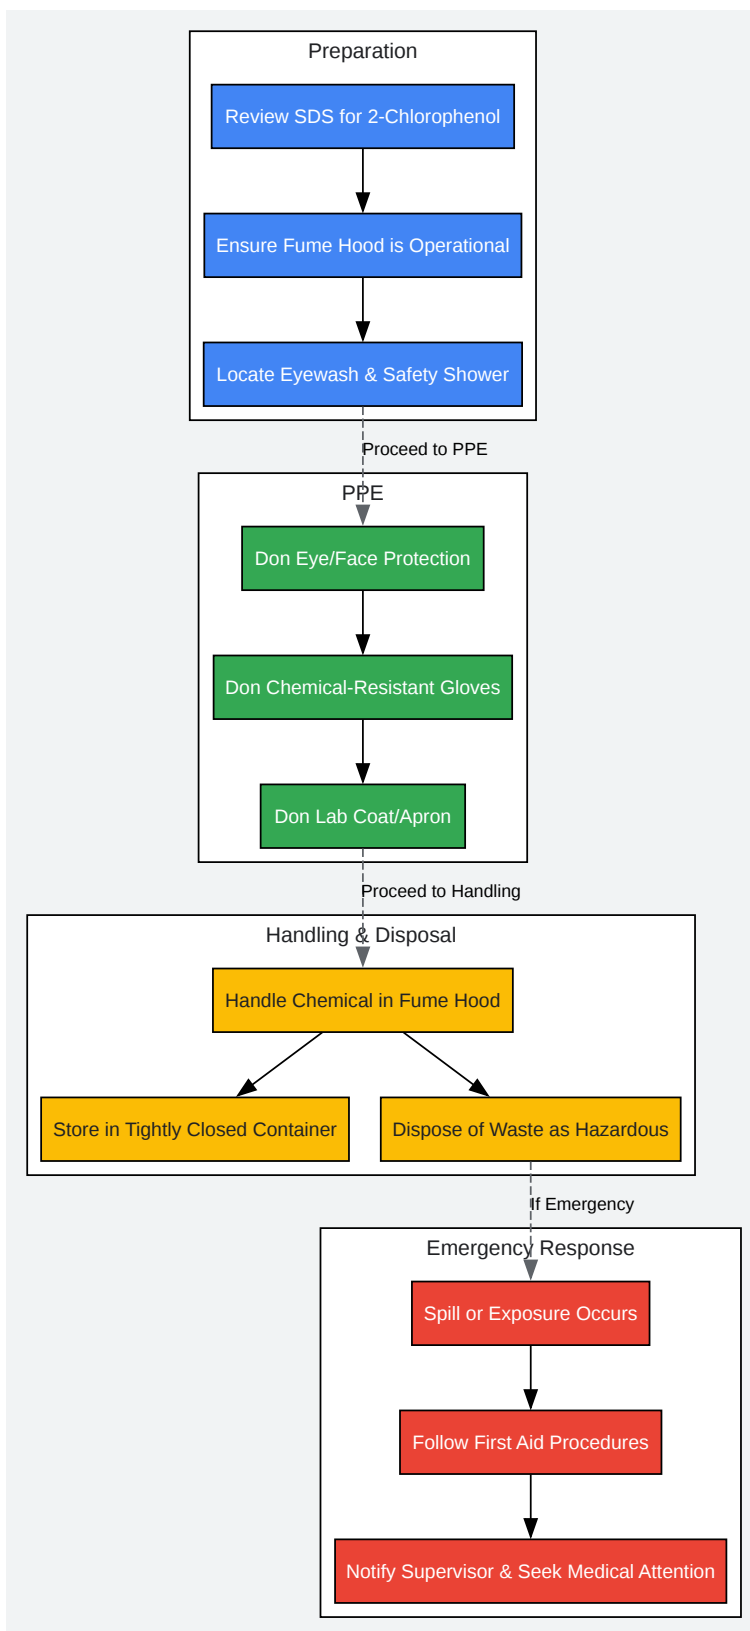 Preparation
Review SDS for 2-Chlorophenol
Ensure Fume Hood is Operational
Locate Eyewash & Safety Shower
Proceed to PPE
PPE
Don Eye/Face Protection
Don Chemical-Resistant Gloves
Don Lab Coat/Apron
Proceed to Handling
Handling & Disposal
Handle Chemical in Fume Hood
Store in Tightly Closed Container
Dispose of Waste as Hazardous
If Emergency
Emergency Response
Spill or Exposure Occurs
Follow First Aid Procedures
Notify Supervisor & Seek Medical Attention